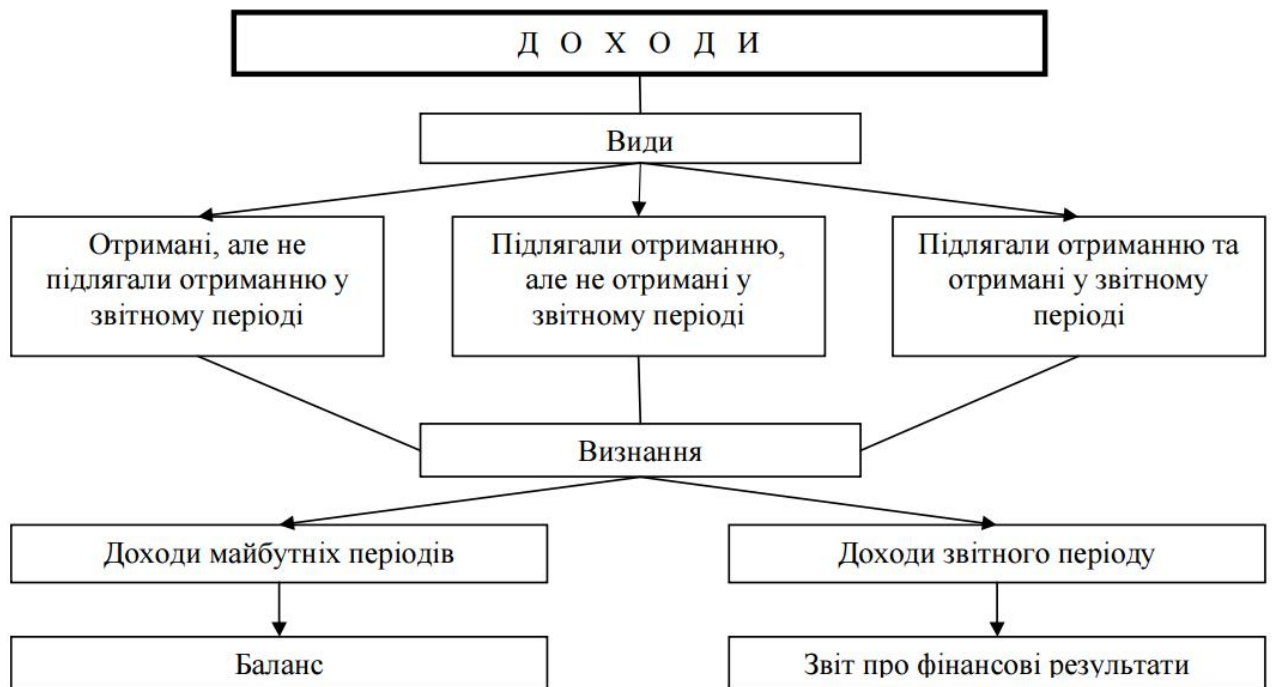 Д О Х О Д И
Види
Отримані, але не
підлягали отриманню у
звітному періоді
Підлягали отриманню,
але не отримані у
звітному періоді
Підлягали отриманню та
отримані у звітному
періоді
Визнання
Доходи майбутніх періодів
Доходи звітного періоду
Баланс
Звіт про фінансові результати